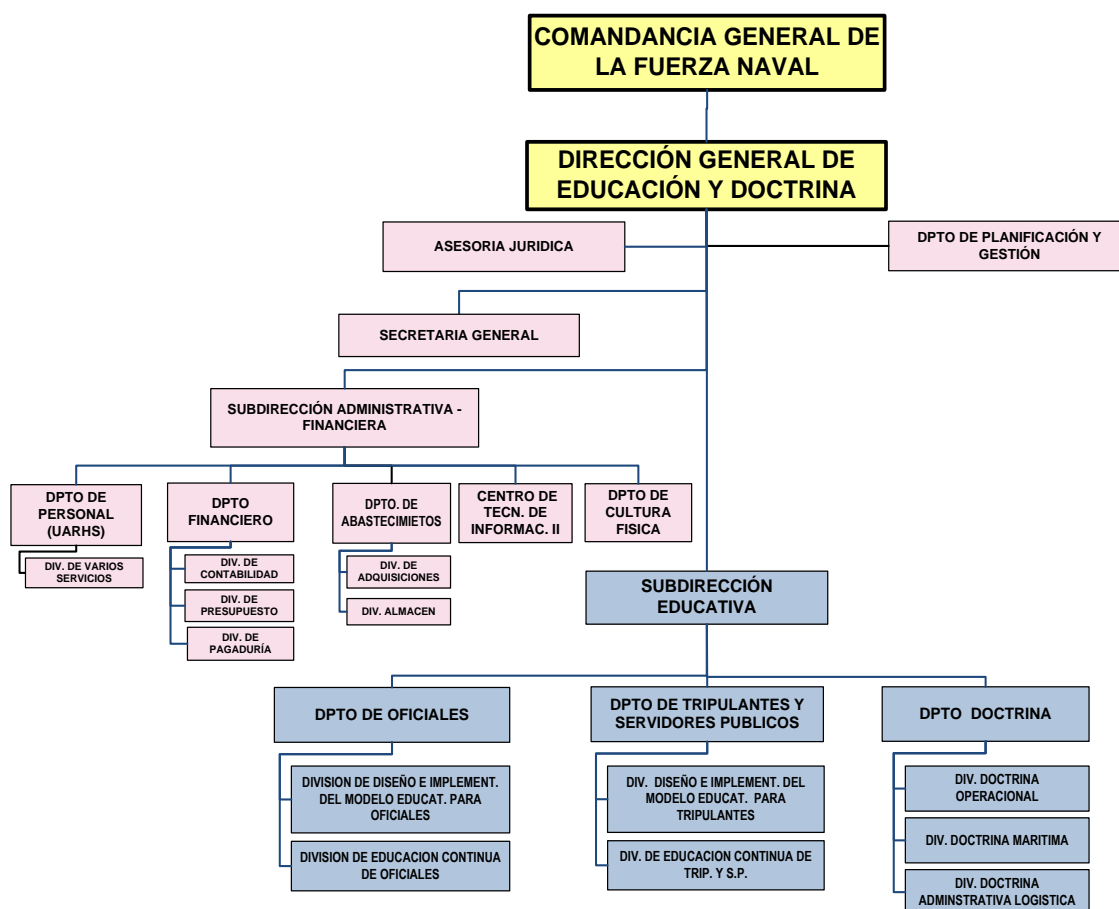 COMANDANCIA GENERAL DE
LA FUERZA NAVAL
DIRECCIÓN GENERAL DE
EDUCACIÓN Y DOCTRINA
ASESORIA JURIDICA
DPTO DE PLANIFICACIÓN Y
GESTIÓN
SECRETARIA GENERAL
SUBDIRECCIÓN ADMINISTRATIVA -
FINANCIERA
DPTO DE
PERSONAL
(UARHS)
DPTO
FINANCIERO
DPTO. DE
ABASTECIMIETOS
CENTRO DE
TECN. DE
INFORMAC. II
DPTO DE
CULTURA
FISICA
DIV. DE VARIOS
SERVICIOS
DIV. DE
CONTABILIDAD
DIV. DE
PRESUPUESTO
DIV. DE
PAGADURÍA
DIV. DE
ADQUISICIONES
DIV. ALMACEN
SUBDIRECCIÓN
EDUCATIVA
DPTO DE OFICIALES
DPTO DE TRIPULANTES Y
SERVIDORES PUBLICOS
DPTO DOCTRINA
DIVISION DE DISEÑO E IMPLEMENT.
DEL MODELO EDUCAT. PARA
OFICIALES
DIVISION DE EDUCACION CONTINUA
DE OFICIALES
DIV. DISEÑO E IMPLEMENT. DEL
MODELO EDUCAT. PARA
TRIPULANTES
DIV. DE EDUCACION CONTINUA DE
TRIP. Y S.P.
DIV. DOCTRINA
OPERACIONAL
DIV. DOCTRINA MARITIMA
DIV. DOCTRINA
ADMINSTRATIVA LOGISTICA